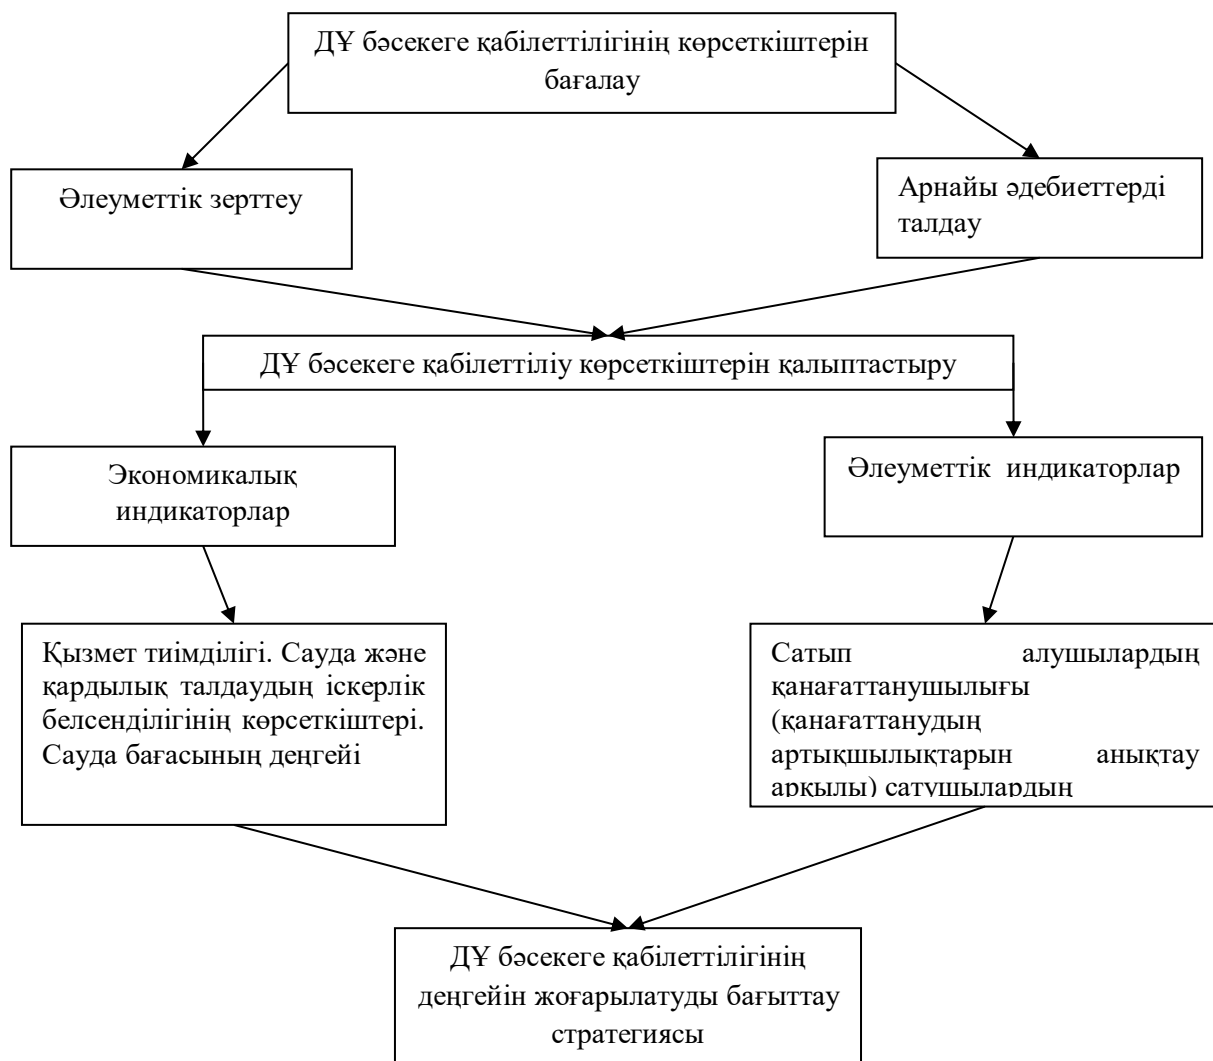 ДҰ бәсекеге қабілеттілігінің көрсеткіштерін
бағалау
Әлеуметтік зерттеу
Арнайы әдебиеттерді
талдау
ДҰ бәсекеге қабілеттіліу көрсеткіштерін қалыптастыру
Экономикалық
индикаторлар
Әлеуметтік индикаторлар
Қызмет тиімділігі. Сауда және
қардылық талдаудың іскерлік
белсенділігінің көрсеткіштері.
Сауда бағасының деңгейі
Сатып алушылардың
қанағаттанушылығы
(қанағаттанудың
артықшылықтарын анықтау
арқылы) сатушылардың
ДҰ бәсекеге қабілеттілігінің
деңгейін жоғарылатуды бағыттау
стратегиясы